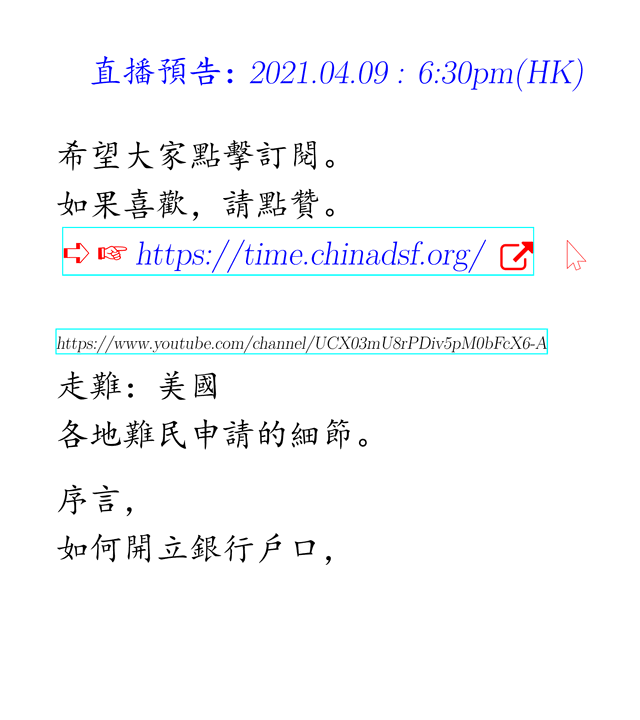 直播預告：2021.04.09 : 6:30pm(HK)
希望大家點擊訂閱。
如果喜歡，請點贊。
https://time.chinadsf.org/
https://www.youtube.com/channel/UCX03mU8rPDiv5pM0bFcX6-A
走難：美國
各地難民申請的細節。
序言，
如何開立銀行戶口，